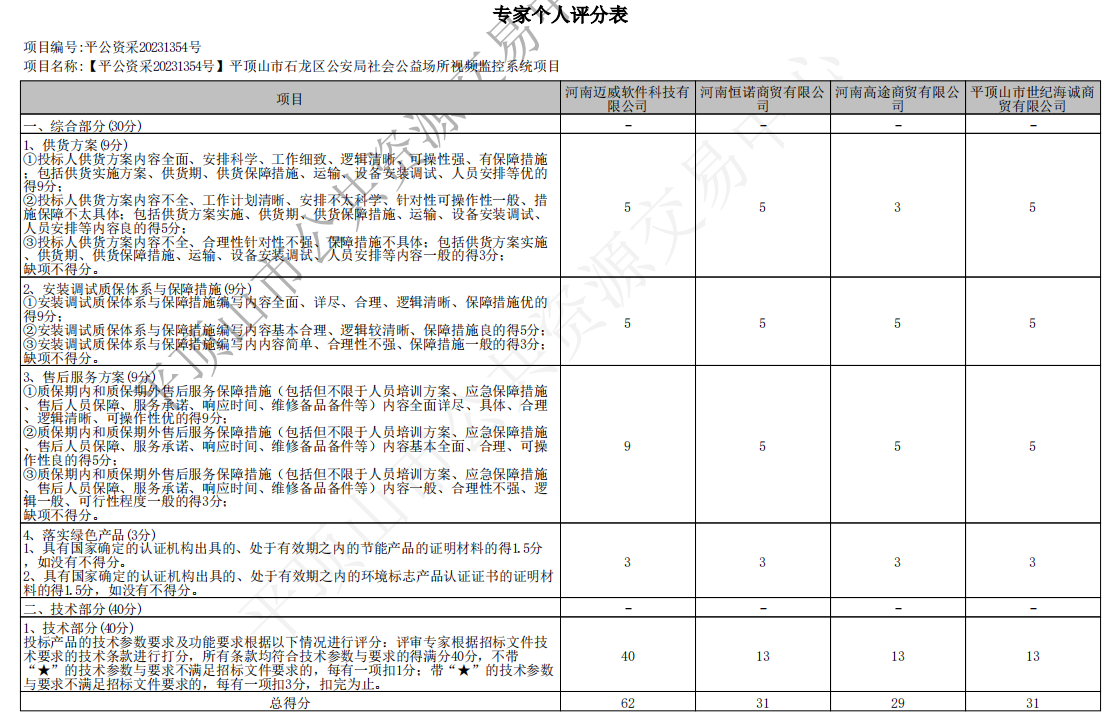 专家个人评分表
项目编号:平公资采20231354号
项目名称:【平公资采20231354号】平顶山市石龙区公安局社会公益场所视频监控系统项目
项目 河南迈威软件科技有限公司 河南恒诺商贸有限公司 河南高途商贸有限公司 平顶山市世纪海诚商贸有限公司
一、综合部分(30分) － － － －
1、供货方案(9分)
①投标人供货方案内容全面、安排科学、工作细致、逻辑清晰、可操性强、有保障措施
；包括供货实施方案、供货期、供货保障措施、运输、设备安装调试、人员安排等优的
得9分；
②投标人供货方案内容不全、工作计划清晰、安排不太科学、针对性可操作性一般、措
施保障不太具体；包括供货方案实施、供货期、供货保障措施、运输、设备安装调试、
人员安排等内容良的得5分；
③投标人供货方案内容不全、合理性针对性不强、保障措施不具体；包括供货方案实施
、供货期、供货保障措施、运输、设备安装调试、人员安排等内容一般的得3分；
缺项不得分。
5 5 3 5
2、安装调试质保体系与保障措施(9分)
①安装调试质保体系与保障措施编写内容全面、详尽、合理、逻辑清晰、保障措施优的
得9分；
②安装调试质保体系与保障措施编写内容基本合理、逻辑较清晰、保障措施良的得5分；
③安装调试质保体系与保障措施编写内内容简单、合理性不强、保障措施一般的得3分；
缺项不得分。
5 5 5 5
3、售后服务方案(9分)
①质保期内和质保期外售后服务保障措施（包括但不限于人员培训方案、应急保障措施
、售后人员保障、服务承诺、响应时间、维修备品备件等）内容全面详尽、具体、合理
、逻辑清晰、可操作性优的得9分；
②质保期内和质保期外售后服务保障措施（包括但不限于人员培训方案、应急保障措施
、售后人员保障、服务承诺、响应时间、维修备品备件等）内容基本全面、合理、可操
作性良的得5分；
③质保期内和质保期外售后服务保障措施（包括但不限于人员培训方案、应急保障措施
、售后人员保障、服务承诺、响应时间、维修备品备件等）内容一般、合理性不强、逻
辑一般、可行性程度一般的得3分；
缺项不得分。
9 5 5 5
4、落实绿色产品(3分)
1、具有国家确定的认证机构出具的、处于有效期之内的节能产品的证明材料的得1.5分
，如没有不得分。
2、具有国家确定的认证机构出具的、处于有效期之内的环境标志产品认证证书的证明材
料的得1.5分，如没有不得分。
3 3 3 3
二、技术部分(40分) － － － －
1、技术部分(40分)
投标产品的技术参数要求及功能要求根据以下情况进行评分：评审专家根据招标文件技
术要求的技术条款进行打分，所有条款均符合技术参数与要求的得满分40分，不带
“★”的技术参数与要求不满足招标文件要求的，每有一项扣1分；带“★”的技术参数
与要求不满足招标文件要求的，每有一项扣3分，扣完为止。
40 13 13 13
总得分 62 31 29 31
平顶山市公共资源交易中心
平顶山市公共资源交易中心